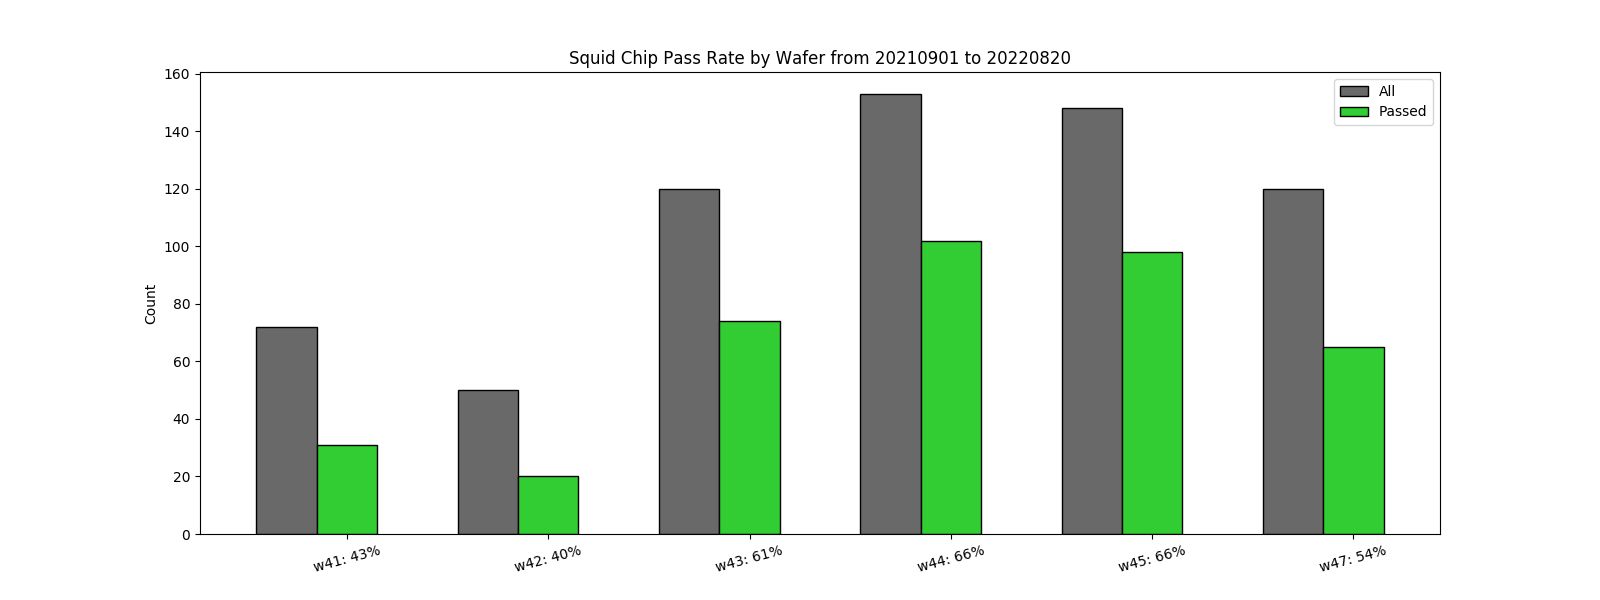 Squid Chip Pass Rate by Wafer from 20210901 to 20220820
All
Passed
160
140
120
100
80
60
40
20
0
Count
w41: 43%
w42: 40%
w43: 61%
w44: 66%
w45: 66%
w47: 54%